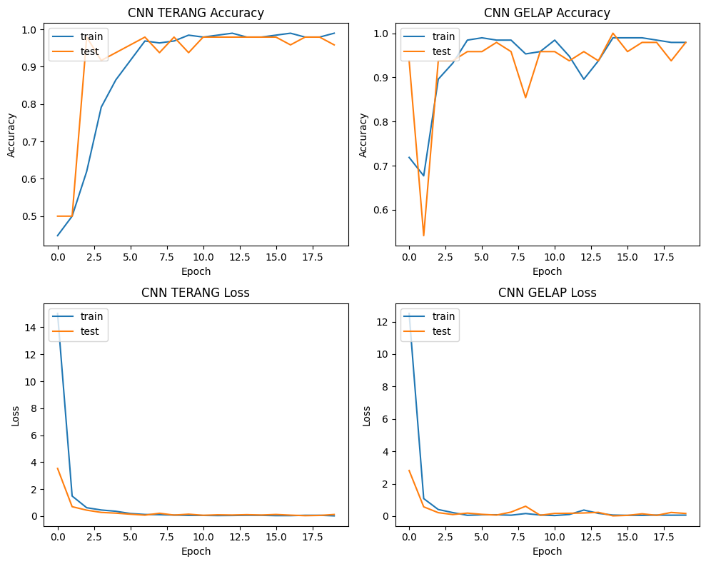 CNN TERANG Accuracy
train
test
1.0
0.9
0.8
0.7
0.6
0.5
Accuracy
0.0 2.5 5.0 7.5 10.0 12.5 15.0 17.5
Epoch
CNN GELAP Accuracy
train
test
1.0
0.9
0.8
0.7
0.6
Accuracy
0.0 2.5 5.0 7.5 10.0 12.5 15.0 17.5
Epoch
CNN TERANG Loss
train
test
14
12
10
8
6
4
2
0
Loss
0.0 2.5 5.0 7.5 10.0 12.5 15.0 17.5
Epoch
CNN GELAP Loss
train
test
12
10
8
6
4
2
0
Loss
0.0 2.5 5.0 7.5 10.0 12.5 15.0 17.5
Epoch